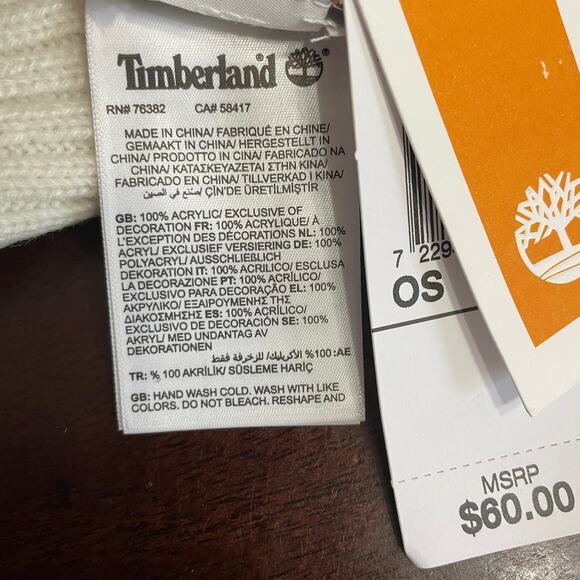 Timberland ®
RN# 76382 CA# 58417
MADE IN CHINA/ FABRIQUÉ EN CHINE/
GEMAAKT IN CHINA/ HERGESTELLT IN
CHINA/ PRODOTTO IN CINA/ FABRICADO NA
CHINA/ ΚΑΤΑΣΚΕΥΑΖΕΤΑΙ ΣΤΗΝ ΚΙΝΑ/
FABRICADO EN CHINA/ TILLVERKAD I KINA/
صنع في الصين/ ÇIN'DE ÜRETİLMİŞTİR
GB: 100% ACRYLIC/ EXCLUSIVE OF
DECORATION FR: 100% ACRYLIQUE/ À
L'EXCEPTION DES DÉCORATIONS NL: 100%
ACRYL/ EXCLUSIEF VERSIERING DE: 100%
POLYACRYL/ AUSSCHLIEßLICH
DEKORATION IT: 100% ACRILICO/ ESCLUSA
LA DECORAZIONE PT: 100% ACRÍLICO/
EXCLUSIVO PARA DECORAÇÃO EL: 100%
ΑΚΡΥΛΙΚΟ/ ΕΞΑΙΡΟΥΜΕΝΗΣ ΤΗΣ
ΔΙΑΚΟΣΜΗΣΗΣ ES: 100% ACRÍLICO/
EXCLUSIVO DE DECORACIÓN SE: 100%
AKRYL/ MED UNDANTAG AV
DEKORATIONEN
AE: 100% الأكريليك/ للزخرفة فقط
TR: % 100 AKRİLİK/ SÜSLEME HARİÇ
GB: HAND WASH COLD. WASH WITH LIKE
COLORS. DO NOT BLEACH. RESHAPE AND
7 229
OS
MSRP
$60.00